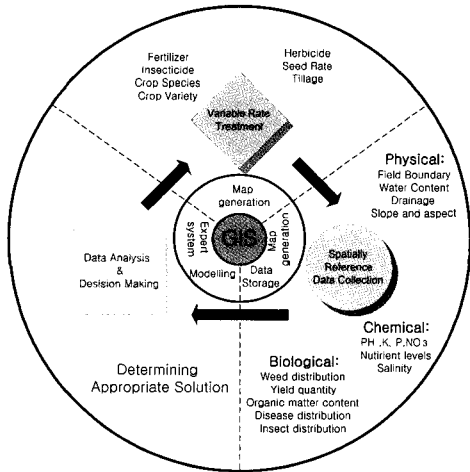 Fertilizer
Insecticide
Crop Species
Crop Variety
Herbicide
Seed Rate
Tillage
Variable Rate
Treatment
Physical:
Field Boundary
Water Content
Drainage
Slope and aspect
Map
generation
Expert
system
GIS
Map
generation
Modelling
Data
Storage
Spatially
Reference
Data Collection
Data Analysis
&
Desision Making
Chemical:
PH ,K, P,NO3
Nutrient levels
Salinity
Determining
Appropriate Solution
Biological:
Weed distribution
Yield quantity
Organic matter content
Disease distribution
Insect distribution